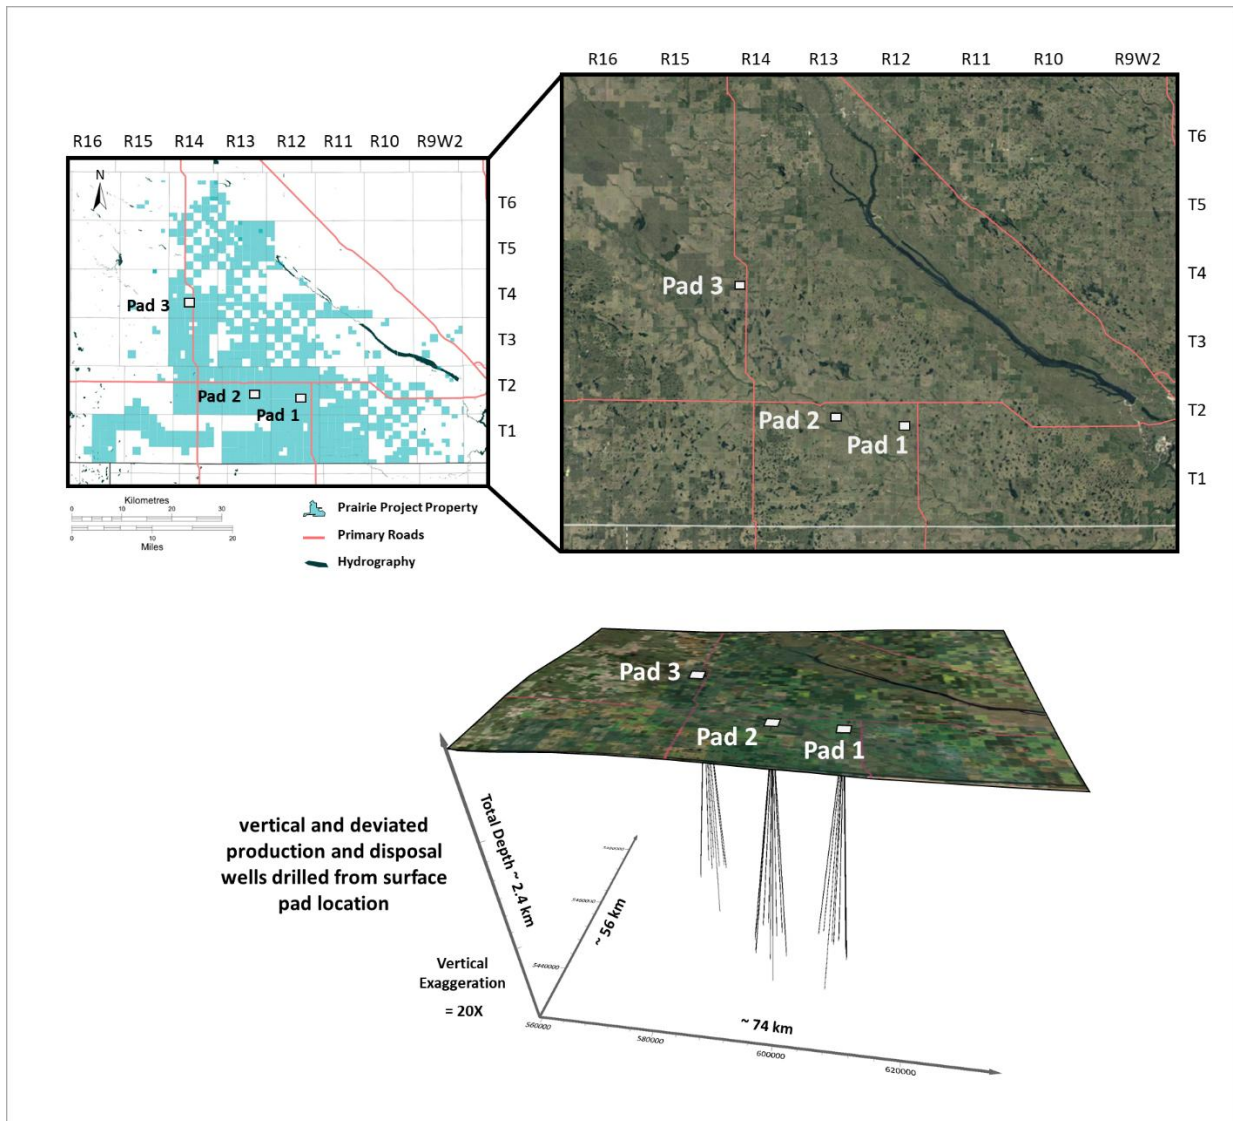 R16 R15 R14 R13 R12 R11 R10 R9W2
T6
T5
T4
T3
T2
T1
Pad 3
Pad 2
Pad 1
R16 R15 R14 R13 R12 R11 R10 R9W2
N
T6
T5
T4
T3
T2
T1
Pad 3
Pad 2
Pad 1
Kilometres
10 0 10 20 30
10 0 10 20
Miles
Prairie Project Property
Primary Roads
Hydrography
Pad 3
Pad 2
Pad 1
vertical and deviated
production and disposal
wells drilled from surface
pad location
Total Depth ~ 2.4 km
~ 56 km
5440000
Vertical
Exaggeration
= 20X
~ 74 km
560000
580000
600000
620000